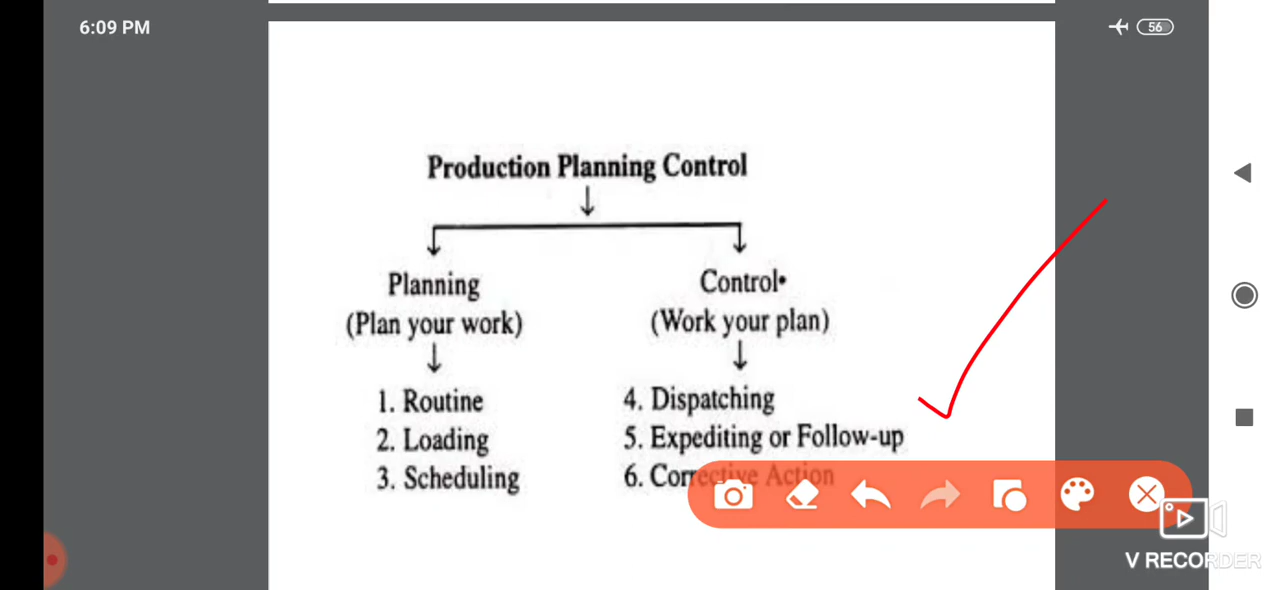 6:09 PM
56
Production Planning Control
Planning
(Plan your work)
Control•
(Work your plan)
1. Routine
2. Loading
3. Scheduling
4. Dispatching
5. Expediting or Follow-up
6. Corrective Action
V RECORDER